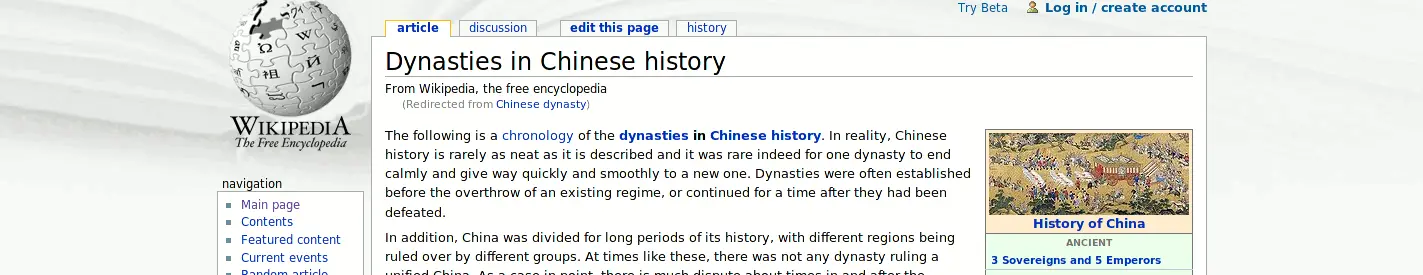 Try Beta Log in / create account
article discussion edit this page history
Dynasties in Chinese history
From Wikipedia, the free encyclopedia
(Redirected from Chinese dynasty)
WIKIPEDIA
The Free Encyclopedia
navigation
Main page
Contents
Featured content
Current events
Random article
The following is a chronology of the dynasties in Chinese history. In reality, Chinese
history is rarely as neat as it is described and it was rare indeed for one dynasty to end
calmly and give way quickly and smoothly to a new one. Dynasties were often established
before the overthrow of an existing regime, or continued for a time after they had been
defeated.
In addition, China was divided for long periods of its history, with different regions being
ruled over by different groups. At times like these, there was not any dynasty ruling a
unified China. As a case in point, there is much dispute about times in and after the
History of China
ANCIENT
3 Sovereigns and 5 Emperors